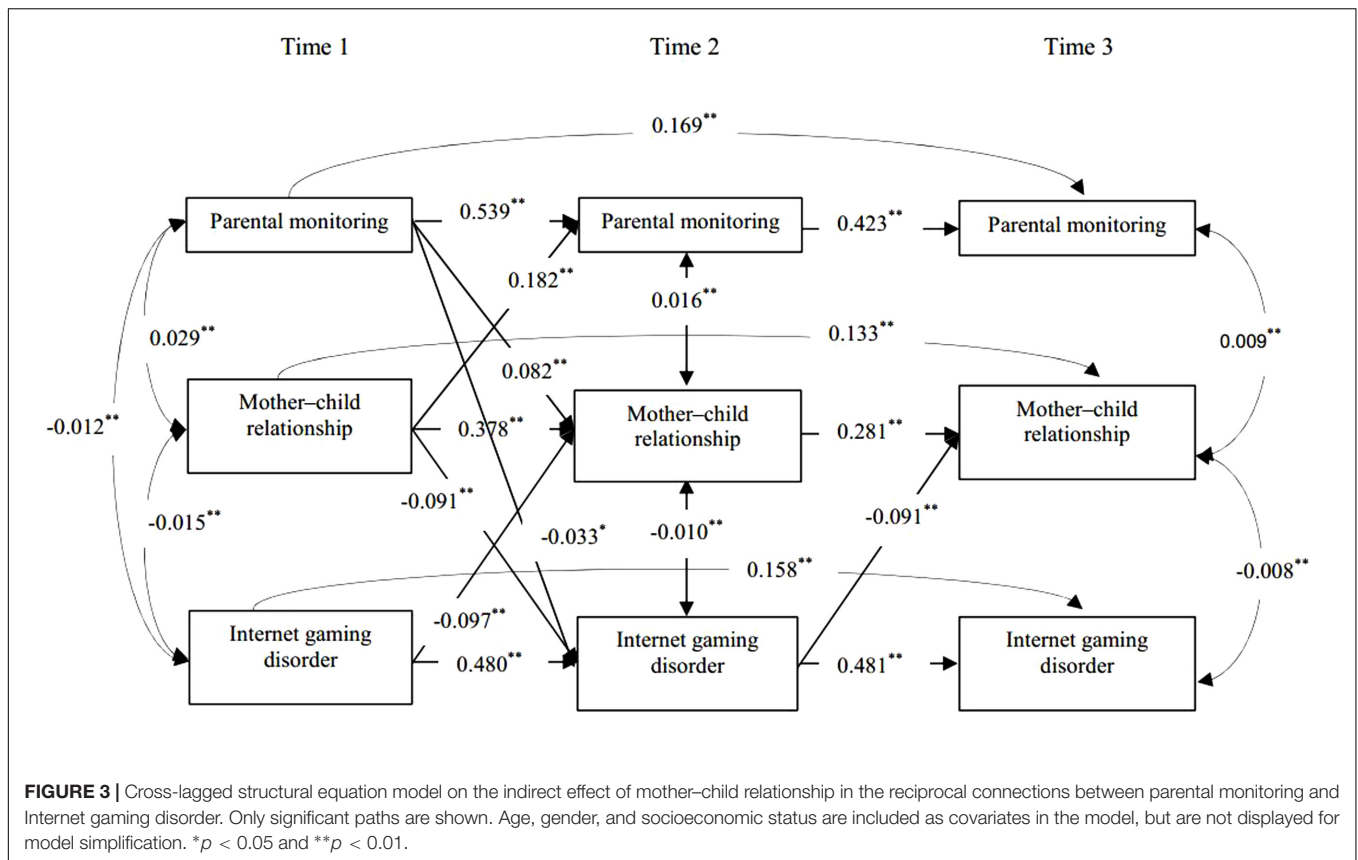 Time 1 Time 2 Time 3
0.169**
Parental monitoring 0.539** Parental monitoring 0.423** Parental monitoring
0.182**
0.016**
0.029** 0.133** 0.009**
0.082**
Mother–child relationship 0.378** Mother–child relationship 0.281** Mother–child relationship
-0.012**
-0.091**
-0.015** -0.033* -0.010** -0.091**
0.158** -0.008**
-0.097**
Internet gaming disorder 0.480** Internet gaming disorder 0.481** Internet gaming disorder
FIGURE 3 | Cross-lagged structural equation model on the indirect effect of mother–child relationship in the reciprocal connections between parental monitoring and
Internet gaming disorder. Only significant paths are shown. Age, gender, and socioeconomic status are included as covariates in the model, but are not displayed for
model simplification. *p < 0.05 and **p < 0.01.